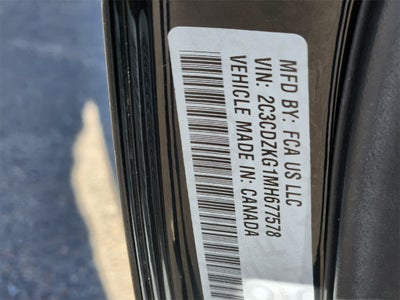 MFD BY: FCA US LLC
VIN: 2C3CDZKG1MH677578
VEHICLE MADE IN: CANADA